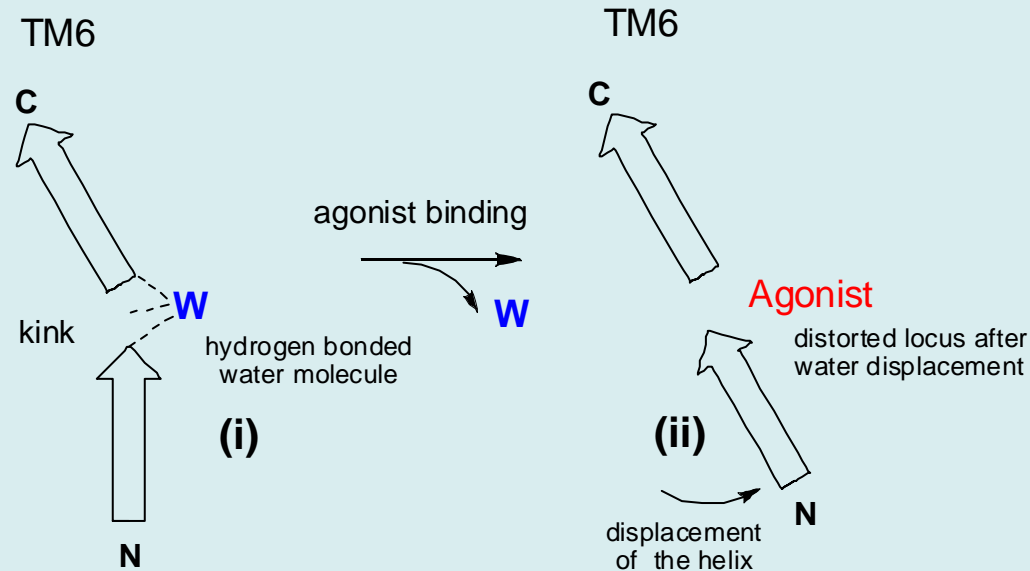 TM6
C
kink
W
hydrogen bonded
water molecule
(i)
N
agonist binding
W
TM6
C
Agonist
distorted locus after
water displacement
(ii)
N
displacement
of the helix